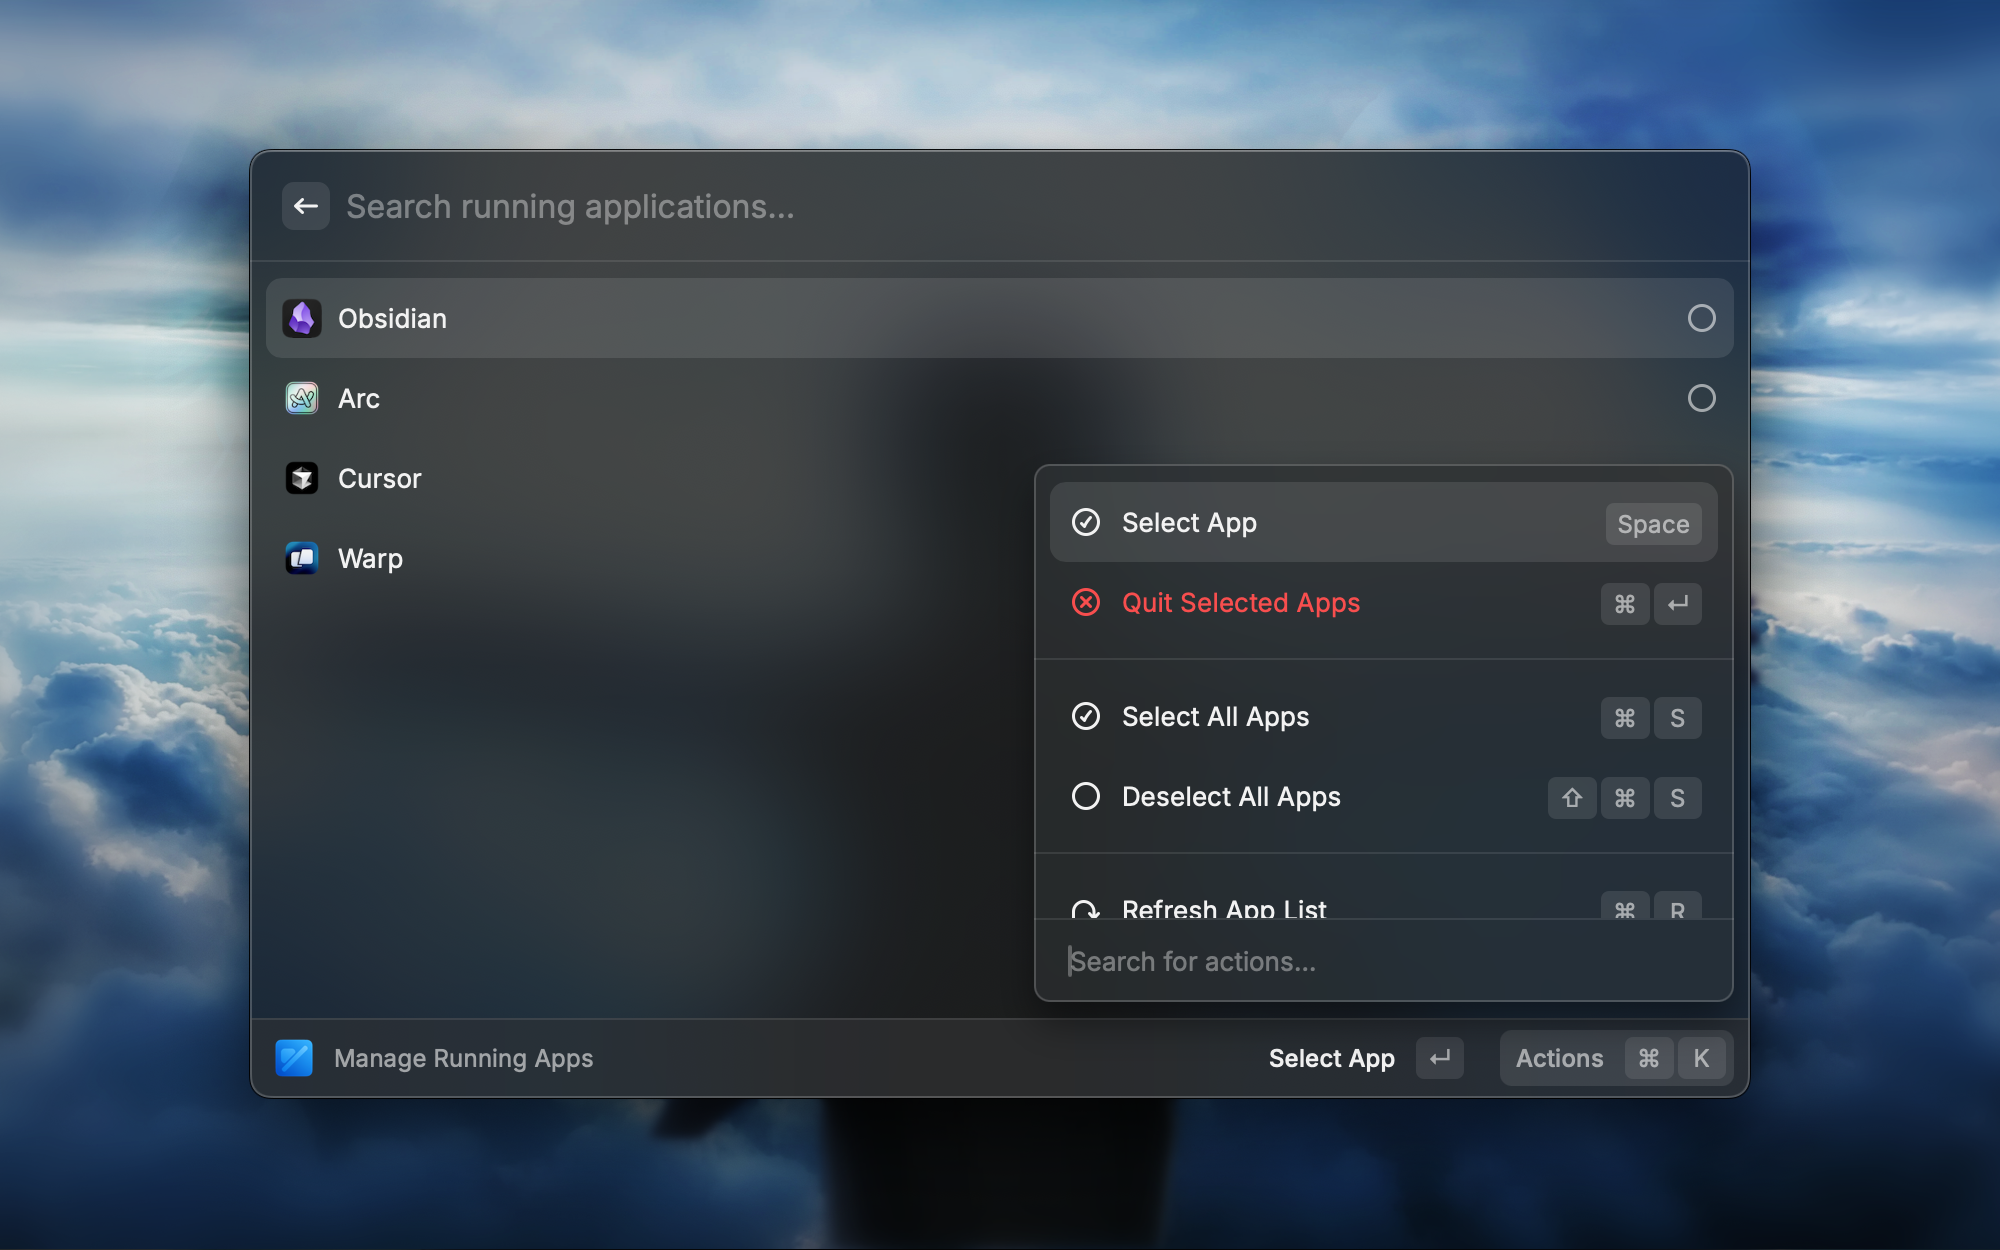 Search running applications...
Obsidian
Arc
Cursor
Warp
Select App Space
Quit Selected Apps ⌘ ↵
Select All Apps ⌘ S
Deselect All Apps ⇧ ⌘ S
Refresh App List ⌘ R
Search for actions...
Manage Running Apps Select App ↵ Actions ⌘ K